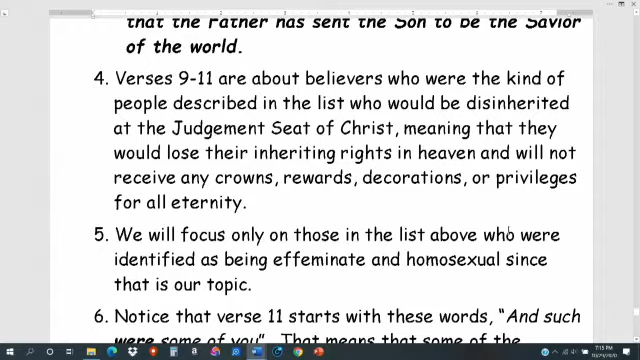 that the Father has sent the Son to be the Savior
of the world.
4. Verses 9-11 are about believers who were the kind of
people described in the list who would be disinherited
at the Judgement Seat of Christ, meaning that they
would lose their inheriting rights in heaven and will not
receive any crowns, rewards, decorations, or privileges
for all eternity.
5. We will focus only on those in the list above who were
identified as being effeminate and homosexual since
that is our topic.
6. Notice that verse 11 starts with these words, "And such
were some of you". That means that some of the
7:15 PM